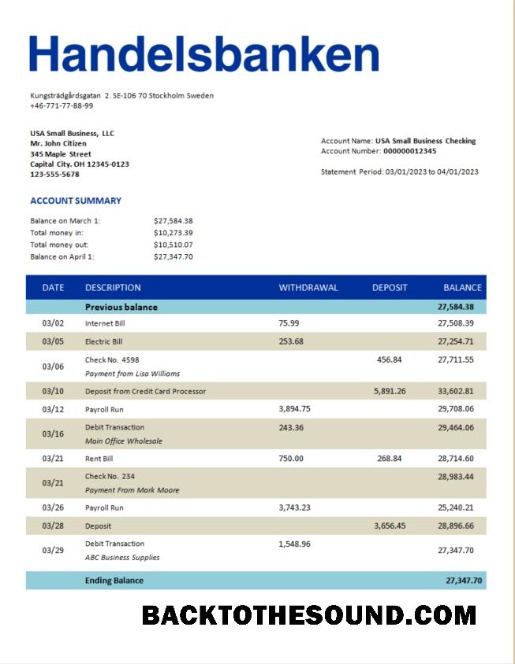 Handelsbanken
Kungsträdgårdsgatan 2. SE-106 70 Stockholm Sweden
+46-771-77-88-99
USA Small Business, LLC
Mr. John Citizen
345 Maple Street
Capital City. OH 12345-0123
123-555-5678
Account Name: USA Small Business Checking
Account Number: 000000012345
Statement Period: 03/01/2023 to 04/01/2023
ACCOUNT SUMMARY
Balance on March 1: $27,584.38
Total money in: $10,273.39
Total money out: $10,510.07
Balance on April 1: $27,347.70
DATE DESCRIPTION WITHDRAWAL DEPOSIT BALANCE
Previous balance 27,584.38
03/02 Internet Bill 75.99 27,508.39
03/05 Electric Bill 253.68 27,254.71
03/06 Check No. 4598 456.84 27,711.55
Payment from Lisa Williams
03/10 Deposit from Credit Card Processor 5,891.26 33,602.81
03/12 Payroll Run 3,894.75 29,708.06
03/16 Debit Transaction 243.36 29,464.06
Main Office Wholesale
03/21 Rent Bill 750.00 268.84 28,714.60
03/21 Check No. 234 28,983.44
Payment From Mark Moore
03/26 Payroll Run 3,743.23 25,240.21
03/28 Deposit 3,656.45 28,896.66
03/29 Debit Transaction 1,548.96 27,347.70
ABC Business Supplies
Ending Balance 27,347.70
BACKTOTHESOUND.COM